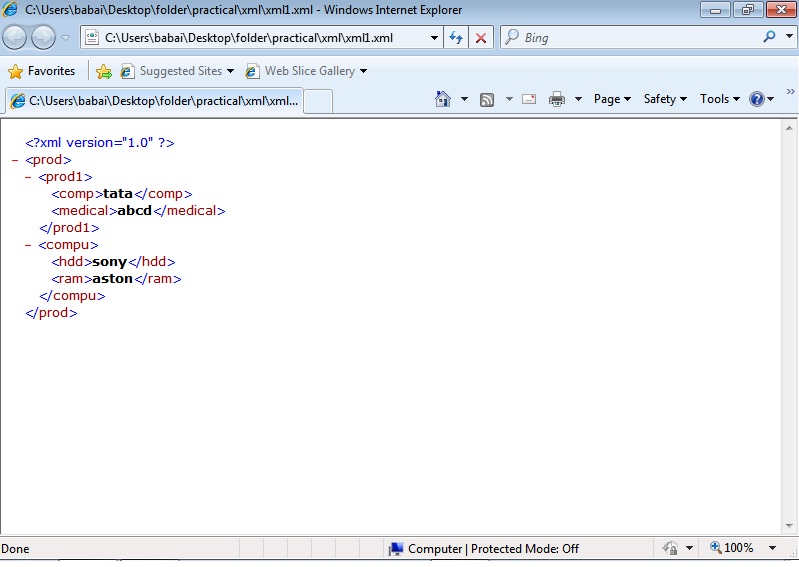 C:\Users\babai\Desktop\folder\practical\xml\xml1.xml - Windows Internet Explorer
C:\Users\babai\Desktop\folder\practical\xml\xml1.xml
Bing
Favorites Suggested Sites Web Slice Gallery
C:\Users\babai\Desktop\folder\practical\xml\xml... Page Safety Tools »
<?xml version="1.0" ?>
- <prod>
- <prod1>
<comp>tata</comp>
<medical>abcd</medical>
</prod1>
- <compu>
<hdd>sony</hdd>
<ram>aston</ram>
</compu>
</prod>
Done Computer | Protected Mode: Off 100%